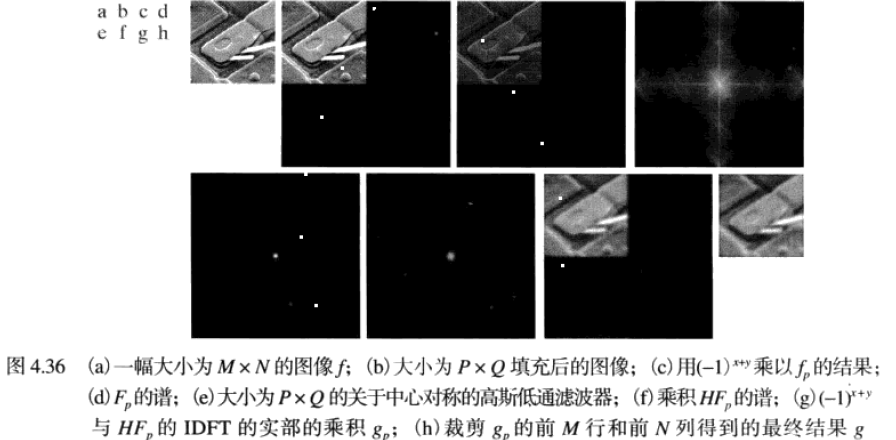 a b c d
e f g h
图 4.36 (a)一幅大小为 M × N 的图像 f; (b)大小为 P × Q 填充后的图像; (c)用(-1)^{x+y} 乘以 f_p 的结果;
(d) F_p 的谱; (e)大小为 P × Q 的关于中心对称的高斯低通滤波器; (f)乘积 HF_p 的谱; (g)(-1)^{x+y}
与 HF_p 的 IDFT 的实部的乘积 g_p; (h)裁剪 g_p 的前 M 行和前 N 列得到的最终结果 g